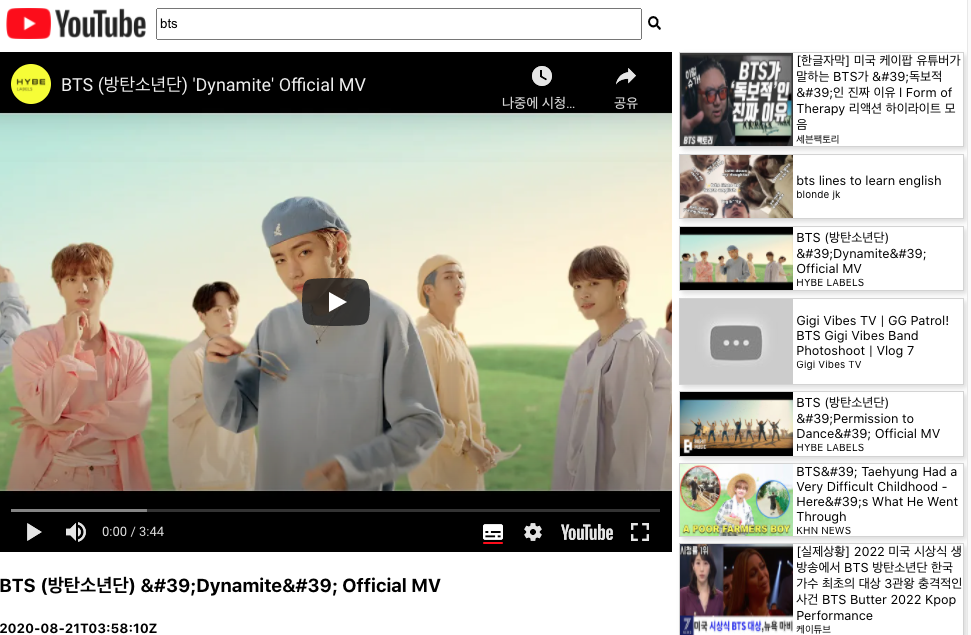 YouTube
bts
HYBE
LABELS
BTS (방탄소년단) 'Dynamite' Official MV
나중에 시청...
공유
0:00 / 3:44
YouTube
BTS (방탄소년단) &#39;Dynamite&#39; Official MV
2020-08-21T03:58:10Z
BTS가
'독보적'인
진짜 이유
BTS 팩토리
[한글자막] 미국 케이팝 유튜버가
말하는 BTS가 &#39;독보적
&#39;인 진짜 이유 l Form of
Therapy 리액션 하이라이트 모
음
세븐팩토리
bts lines to learn english
blonde jk
BTS (방탄소년단)
&#39;Dynamite&#39;
Official MV
HYBE LABELS
Gigi Vibes TV | GG Patrol!
BTS Gigi Vibes Band
Photoshoot | Vlog 7
Gigi Vibes TV
BTS (방탄소년단)
&#39;Permission to
Dance&#39; Official MV
HYBE LABELS
A POOR FARMERS BOY
BTS&#39; Taehyung Had a
Very Difficult Childhood -
Here&#39;s What He Went
Through
KHN NEWS
시청률 1위
미국 시상식 BTS 대상,뉴욕 마비
[실제상황] 2022 미국 시상식 생
방송에서 BTS 방탄소년단 한국
가수 최초의 대상 3관왕 충격적인
사건 BTS Butter 2022 Kpop
Performance
케이튜브